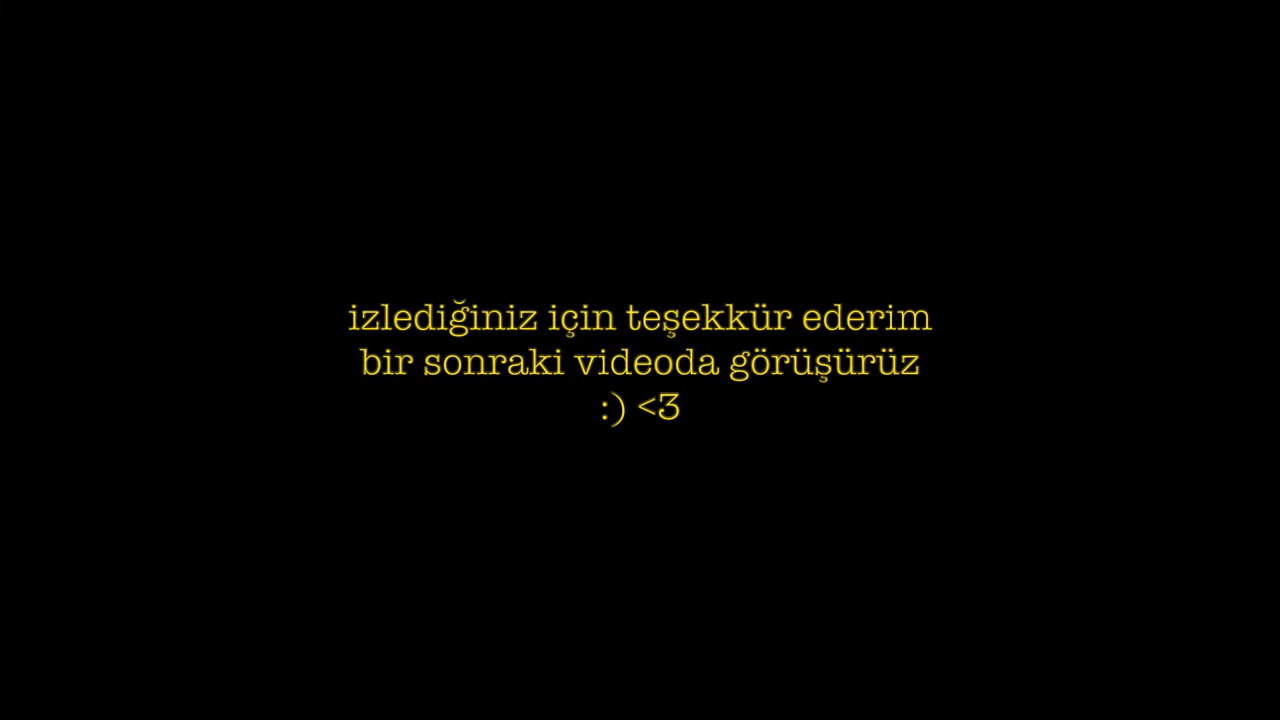 izlediğiniz için teşekkür ederim
bir sonraki videoda görüşürüz
:) <3